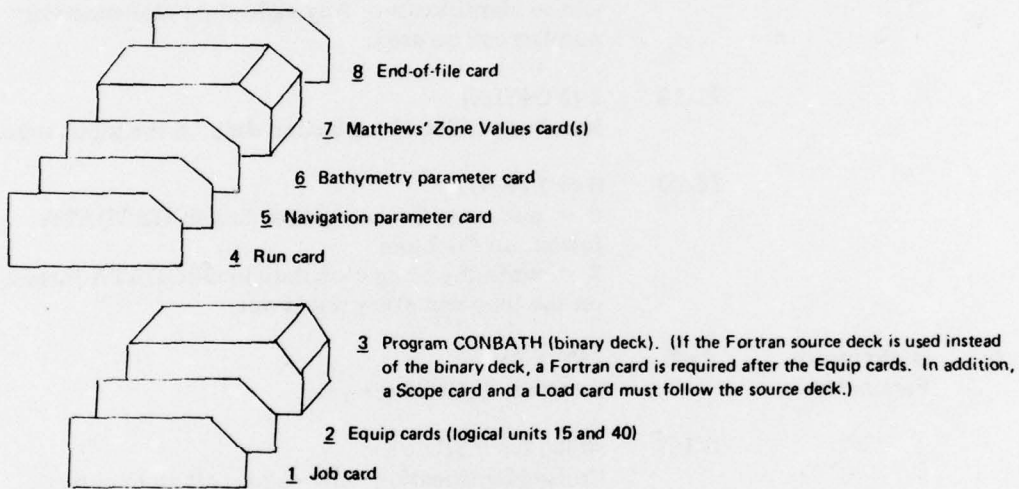 8 End-of-file card
7 Matthews' Zone Values card(s)
6 Bathymetry parameter card
5 Navigation parameter card
4 Run card
3 Program CONBATH (binary deck). (If the Fortran source deck is used instead
of the binary deck, a Fortran card is required after the Equip cards. In addition,
a Scope card and a Load card must follow the source deck.)
2 Equip cards (logical units 15 and 40)
1 Job card